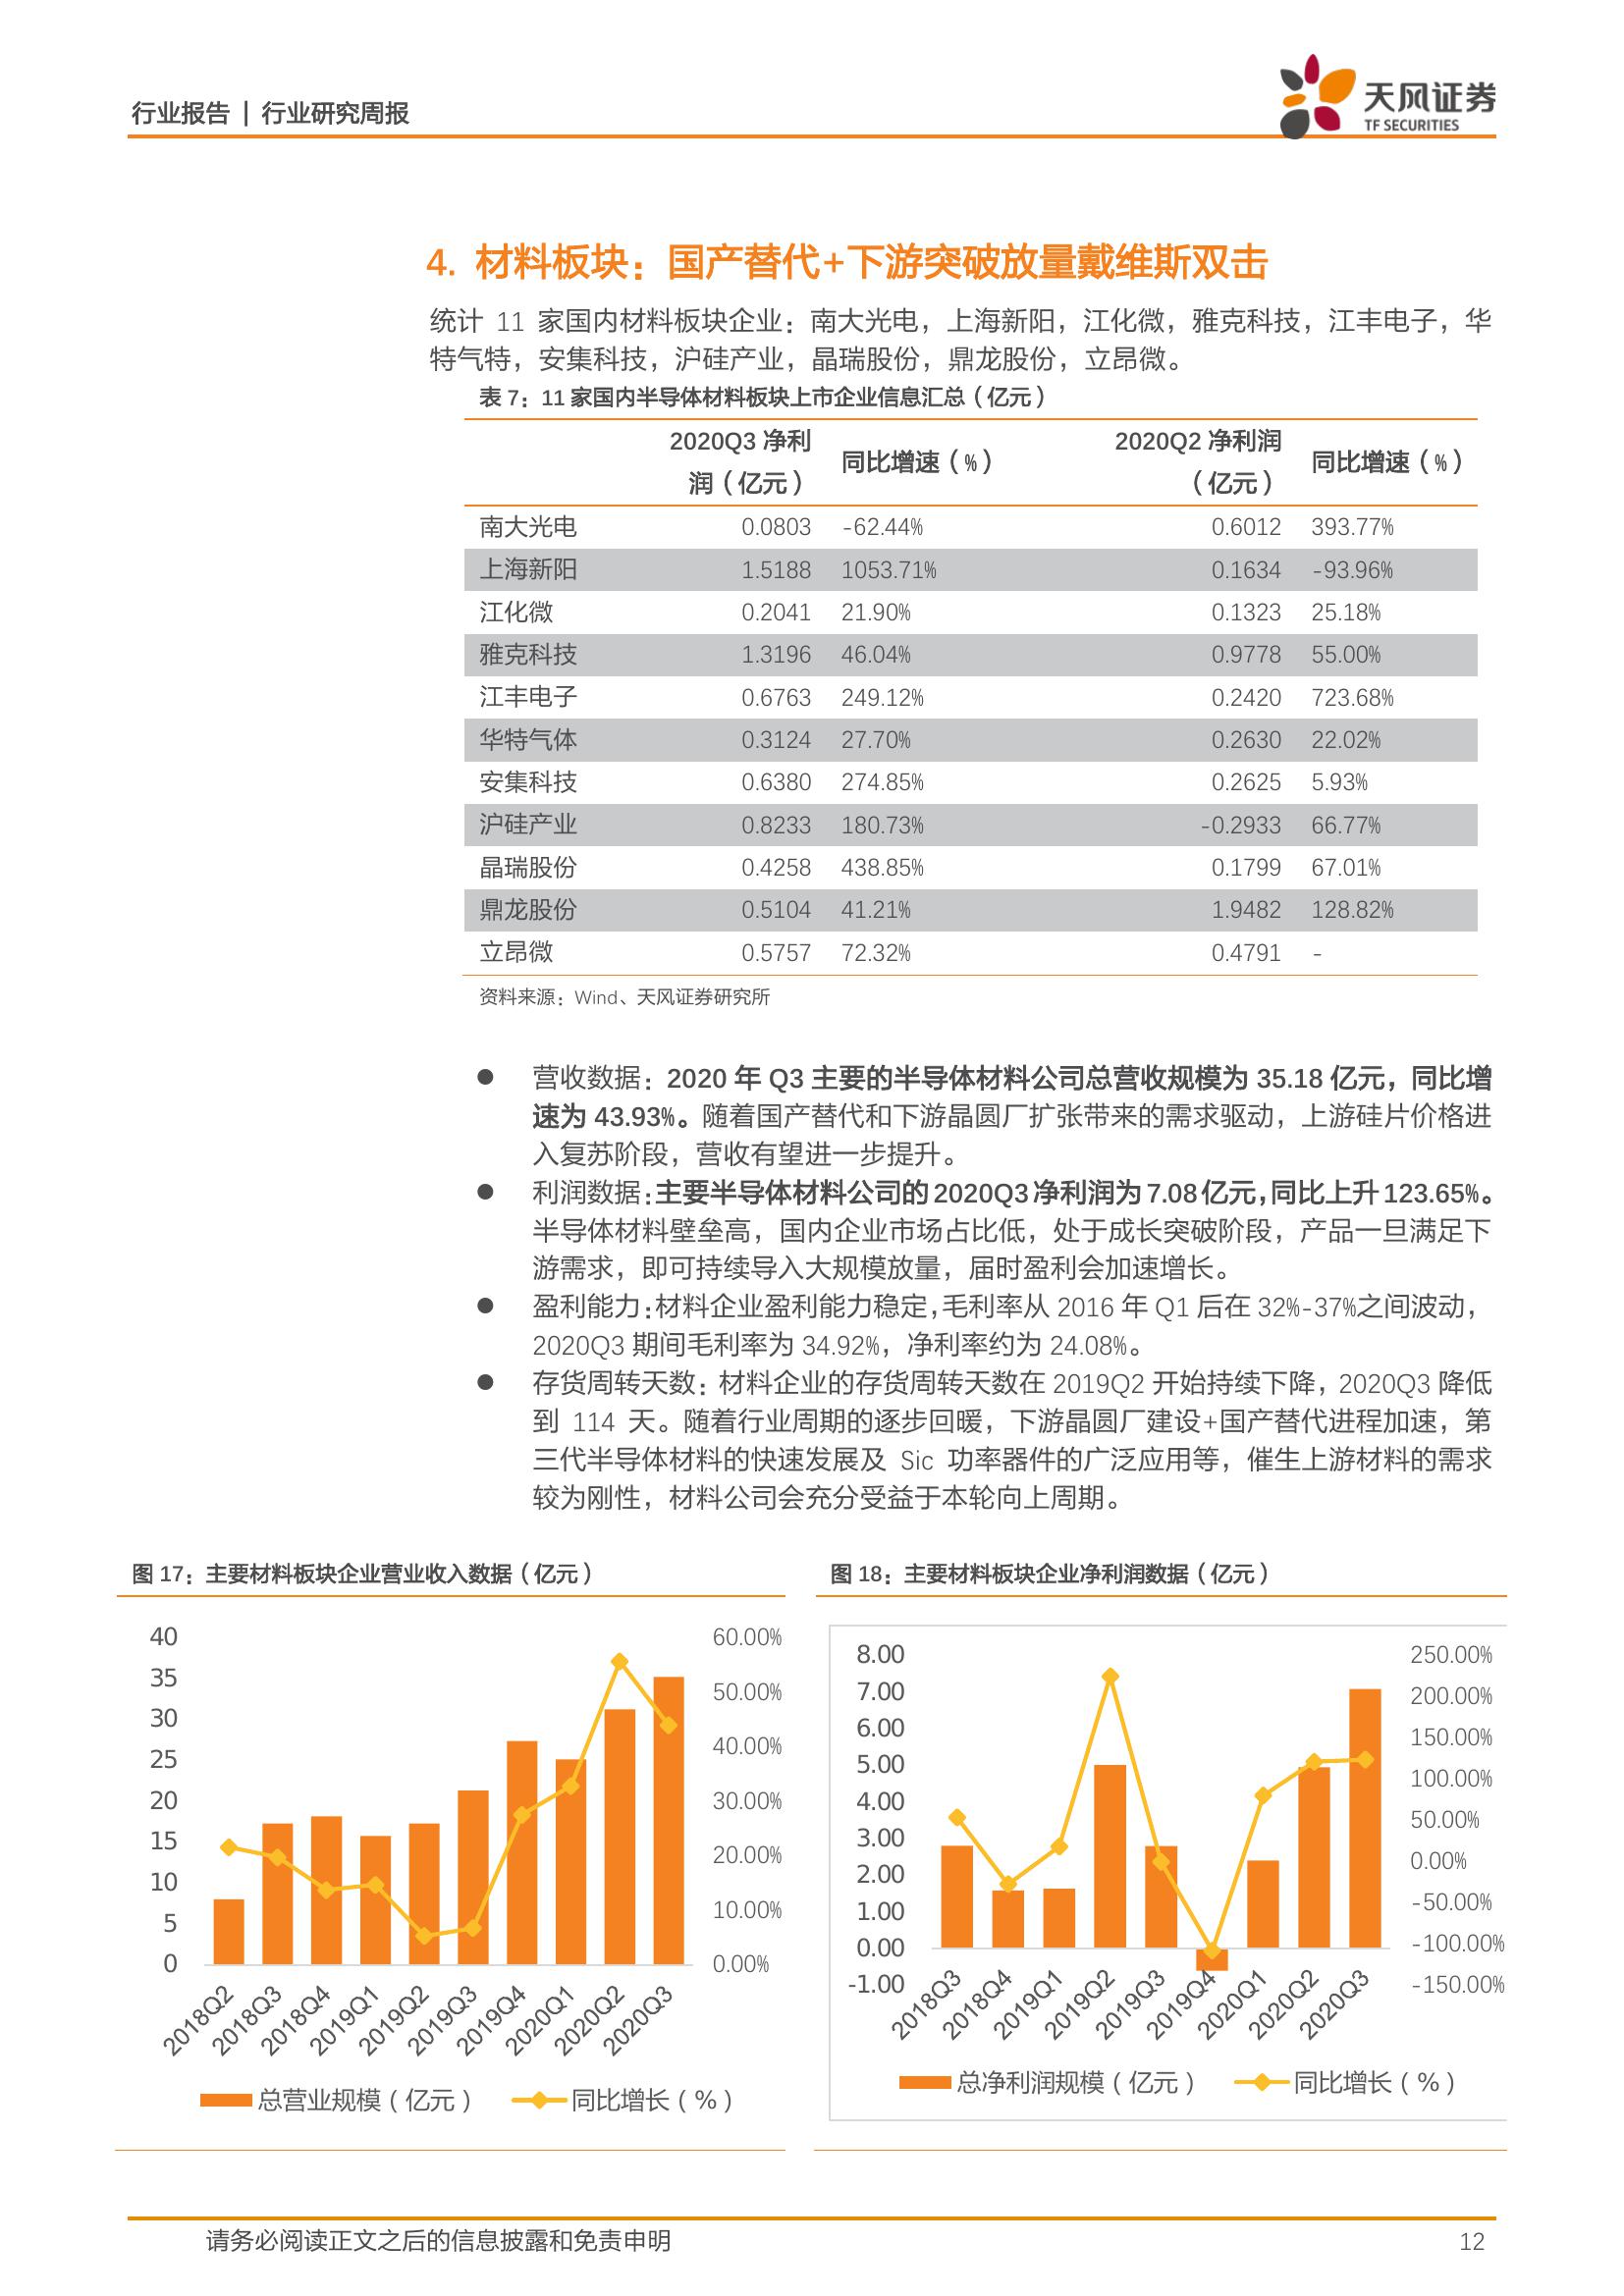 行业报告 | 行业研究周报
天风证券
TF SECURITIES
4. 材料板块：国产替代+下游突破放量戴维斯双击
统计 11 家国内材料板块企业：南大光电，上海新阳，江化微，雅克科技，江丰电子，华
特气特，安集科技，沪硅产业，晶瑞股份，鼎龙股份，立昂微。
表 7：11 家国内半导体材料板块上市企业信息汇总（亿元）
2020Q3 净利润（亿元） 同比增速（%） 2020Q2 净利润（亿元） 同比增速（%）
南大光电 0.0803 -62.44% 0.6012 393.77%
上海新阳 1.5188 1053.71% 0.1634 -93.96%
江化微 0.2041 21.90% 0.1323 25.18%
雅克科技 1.3196 46.04% 0.9778 55.00%
江丰电子 0.6763 249.12% 0.2420 723.68%
华特气体 0.3124 27.70% 0.2630 22.02%
安集科技 0.6380 274.85% 0.2625 5.93%
沪硅产业 0.8233 180.73% -0.2933 66.77%
晶瑞股份 0.4258 438.85% 0.1799 67.01%
鼎龙股份 0.5104 41.21% 1.9482 128.82%
立昂微 0.5757 72.32% 0.4791 -
资料来源：Wind、天风证券研究所
● 营收数据：2020 年 Q3 主要的半导体材料公司总营收规模为 35.18 亿元，同比增
速为 43.93%。随着国产替代和下游晶圆厂扩张带来的需求驱动，上游硅片价格进
入复苏阶段，营收有望进一步提升。
● 利润数据：主要半导体材料公司的 2020Q3 净利润为 7.08 亿元，同比上升 123.65%。
半导体材料壁垒高，国内企业市场占比低，处于成长突破阶段，产品一旦满足下
游需求，即可持续导入大规模放量，届时盈利会加速增长。
● 盈利能力：材料企业盈利能力稳定，毛利率从 2016 年 Q1 后在 32%-37%之间波动，
2020Q3 期间毛利率为 34.92%，净利率约为 24.08%。
● 存货周转天数：材料企业的存货周转天数在 2019Q2 开始持续下降，2020Q3 降低
到 114 天。随着行业周期的逐步回暖，下游晶圆厂建设+国产替代进程加速，第
三代半导体材料的快速发展及 Sic 功率器件的广泛应用等，催生上游材料的需求
较为刚性，材料公司会充分受益于本轮向上周期。
图 17：主要材料板块企业营业收入数据（亿元）
40 60.00%
35 50.00%
30 40.00%
25 30.00%
20 20.00%
15 10.00%
10 0.00%
5
0
2018Q2 2018Q3 2018Q4 2019Q1 2019Q2 2019Q3 2019Q4 2020Q1 2020Q2 2020Q3
总营业规模（亿元） 同比增长（%）
图 18：主要材料板块企业净利润数据（亿元）
8.00 250.00%
7.00 200.00%
6.00 150.00%
5.00 100.00%
4.00 50.00%
3.00 0.00%
2.00 -50.00%
1.00 -100.00%
0.00 -150.00%
-1.00
2018Q3 2018Q4 2019Q1 2019Q2 2019Q3 2019Q4 2020Q1 2020Q2 2020Q3
总净利润规模（亿元） 同比增长（%）
请务必阅读正文之后的信息披露和免责申明 12